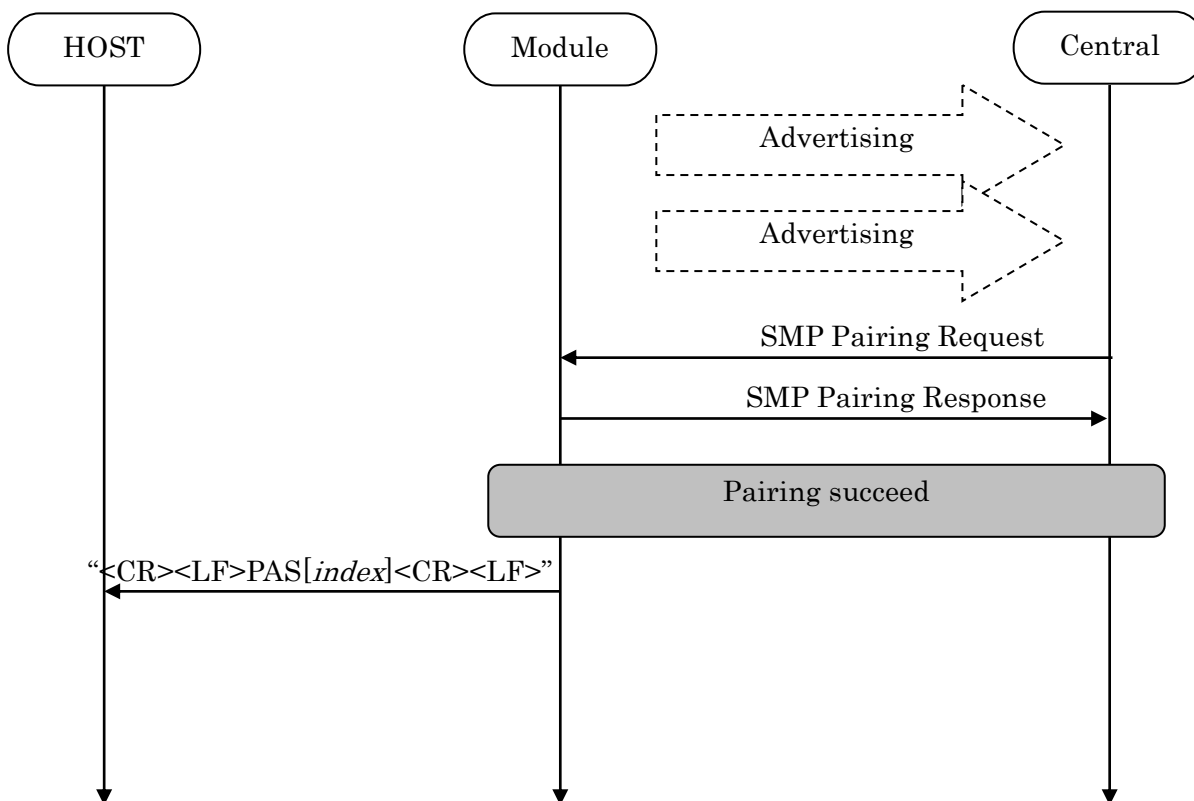 HOST
Module
Central
Advertising
Advertising
SMP Pairing Request
SMP Pairing Response
Pairing succeed
“<CR><LF>PAS[index]<CR><LF>”